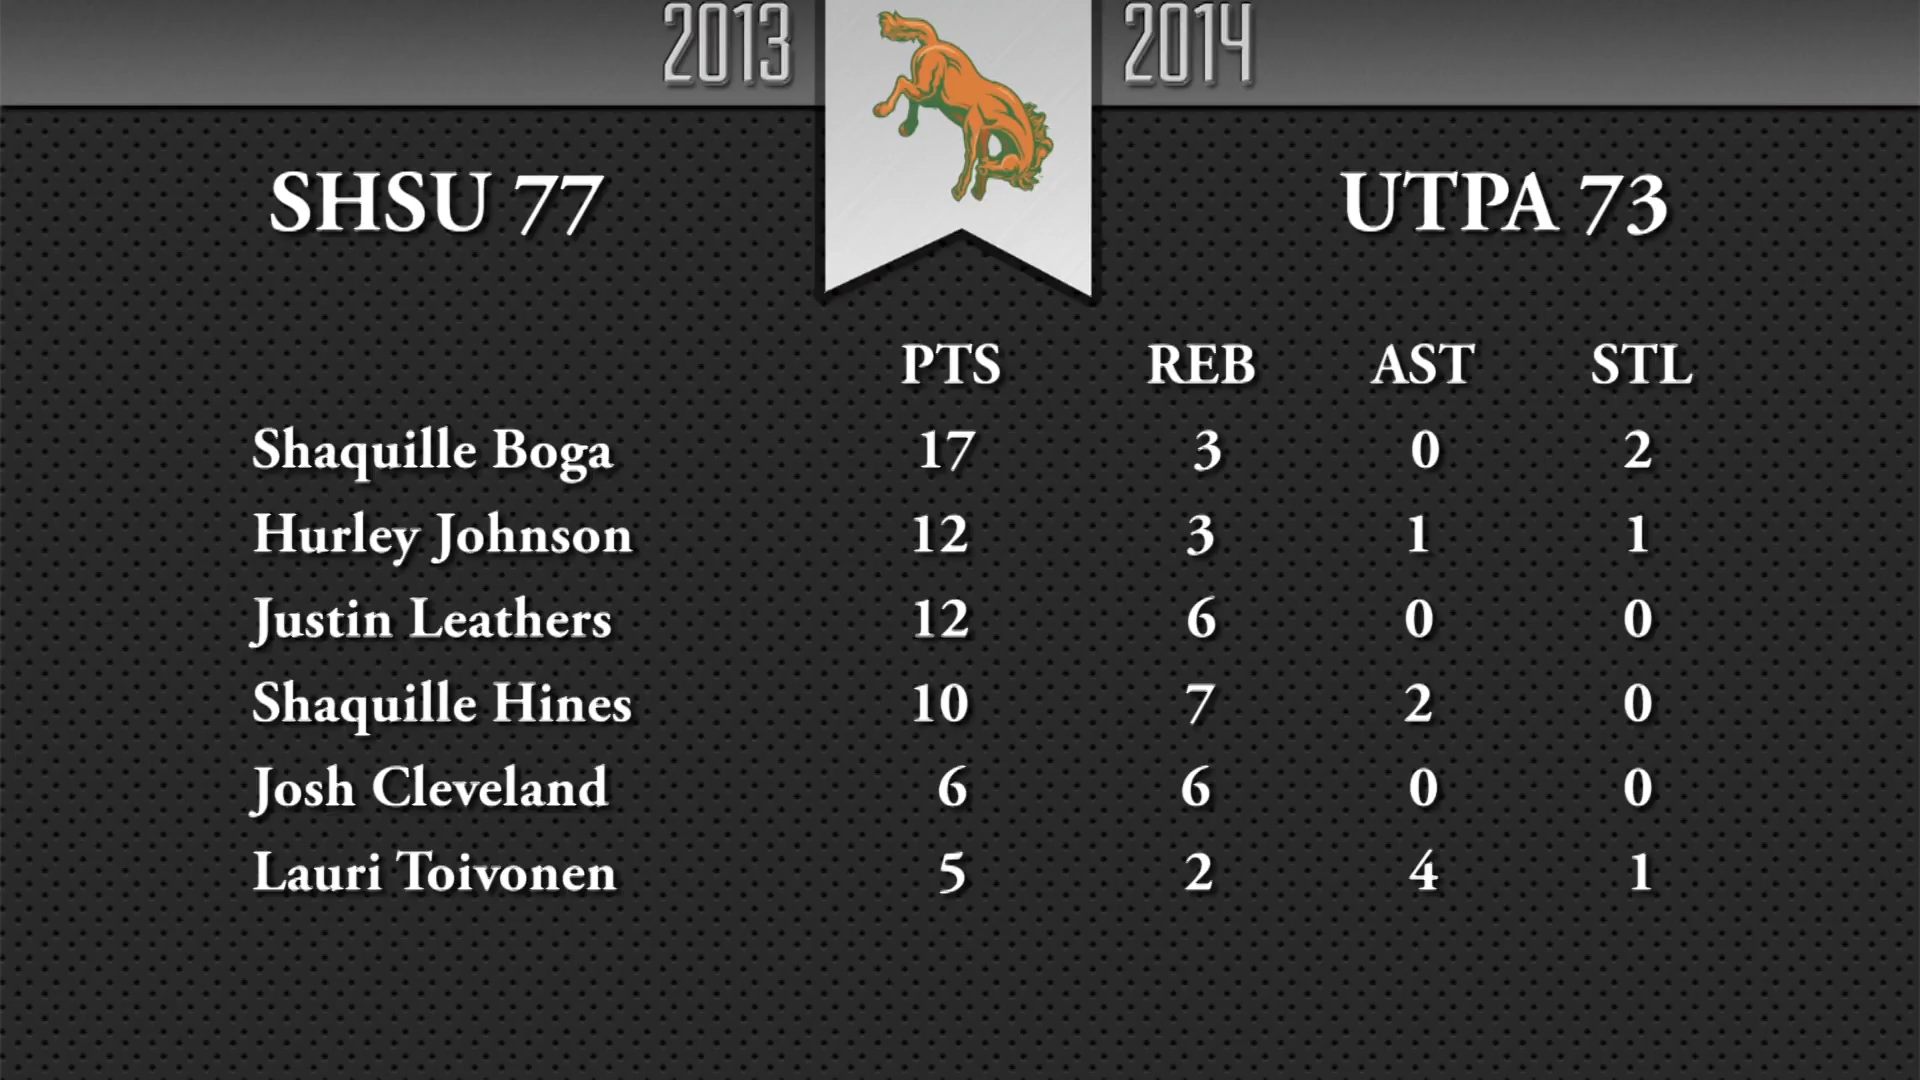 2013 2014
SHSU 77 UTPA 73
PTS REB AST STL
Shaquille Boga 17 3 0 2
Hurley Johnson 12 3 1 1
Justin Leathers 12 6 0 0
Shaquille Hines 10 7 2 0
Josh Cleveland 6 6 0 0
Lauri Toivonen 5 2 4 1